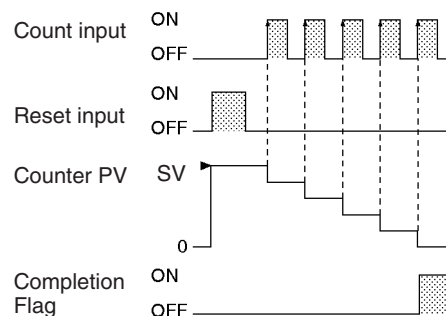 Count input
ON
OFF
Reset input
ON
OFF
Counter PV
SV
0
Completion
Flag
ON
OFF